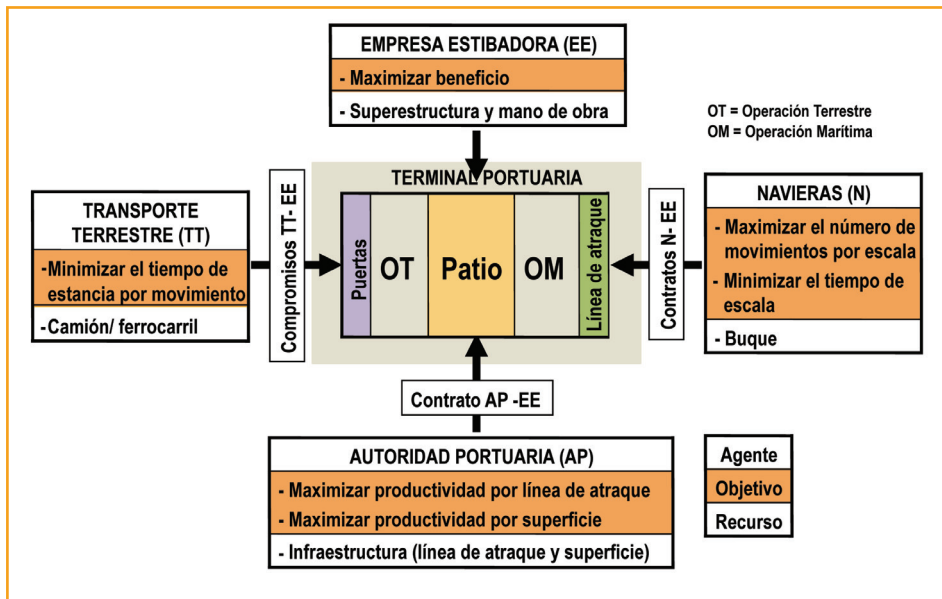 EMPRESA ESTIBADORA (EE)
- Maximizar beneficio
- Superestructura y mano de obra
OT = Operación Terrestre
OM = Operación Marítima
TERMINAL PORTUARIA
TRANSPORTE
TERRESTRE (TT)
-Minimizar el tiempo de
estancia por movimiento
-Camión/ ferrocarril
Compromisos TT- EE
Puertas
OT
Patio
OM
Línea de atraque
Contratos N- EE
NAVIERAS (N)
- Maximizar el número de
movimientos por escala
- Minimizar el tiempo de
escala
- Buque
Contrato AP -EE
AUTORIDAD PORTUARIA (AP)
- Maximizar productividad por línea de atraque
- Maximizar productividad por superficie
- Infraestructura (línea de atraque y superficie)
Agente
Objetivo
Recurso